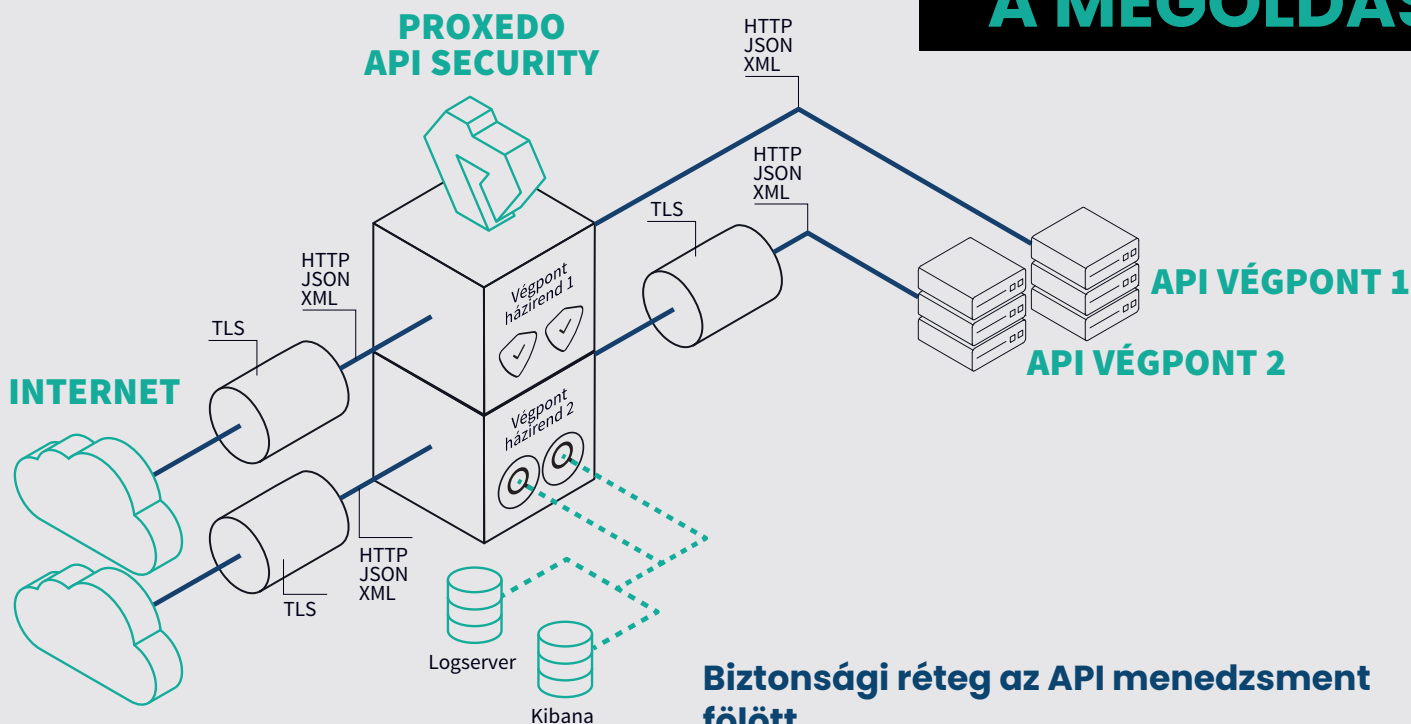 A MEGOLDÁS
PROXEDO
API SECURITY
HTTP
JSON
XML
HTTP
JSON
XML
TLS
HTTP
JSON
XML
TLS
INTERNET
Végpont
házirend 1
Végpont
házirend 2
API VÉGPONT 1
API VÉGPONT 2
HTTP
JSON
XML
TLS
Logserver
Kibana
Biztonsági réteg az API menedzsment
fölött